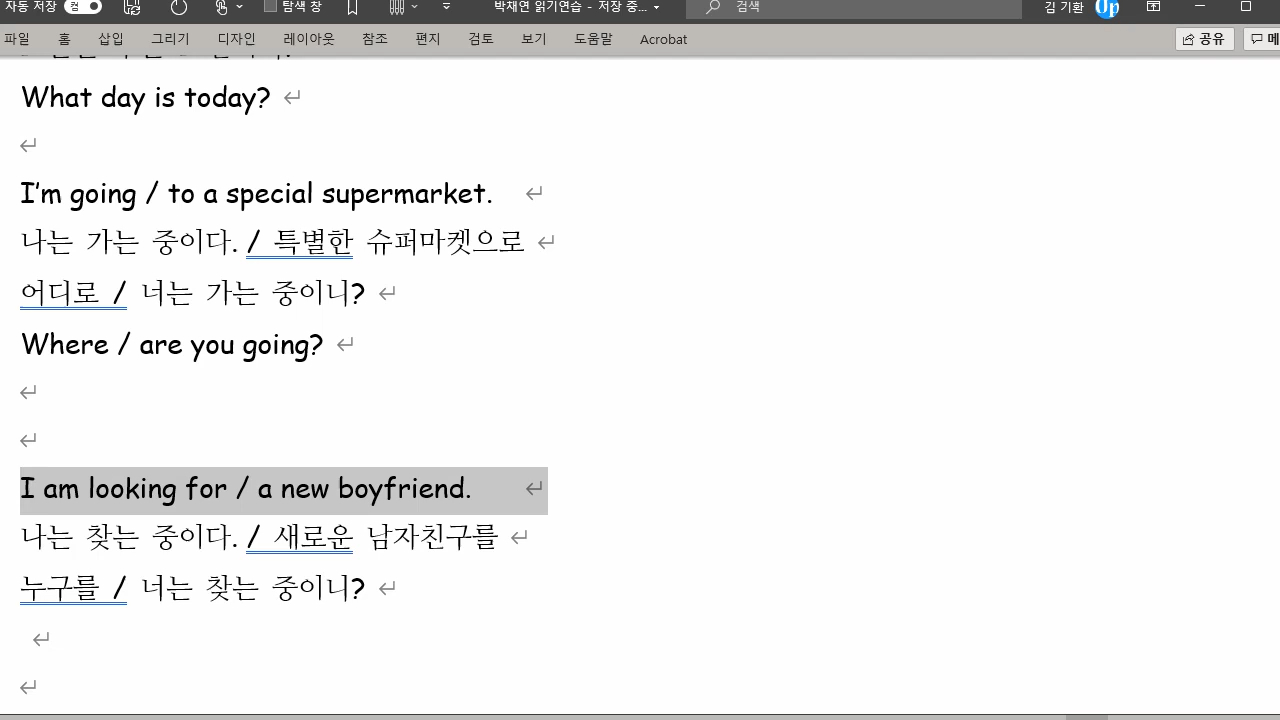 자동 저장 컴 탐색 창 박채연 읽기연습 - 저장 중... 검색 김 기환
파일 홈 삽입 그리기 디자인 레이아웃 참조 편지 검토 보기 도움말 Acrobat 공유 메
What day is today?
I'm going / to a special supermarket.
나는 가는 중이다. / 특별한 슈퍼마켓으로
어디로 / 너는 가는 중이니?
Where / are you going?
I am looking for / a new boyfriend.
나는 찾는 중이다. / 새로운 남자친구를
누구를 / 너는 찾는 중이니?